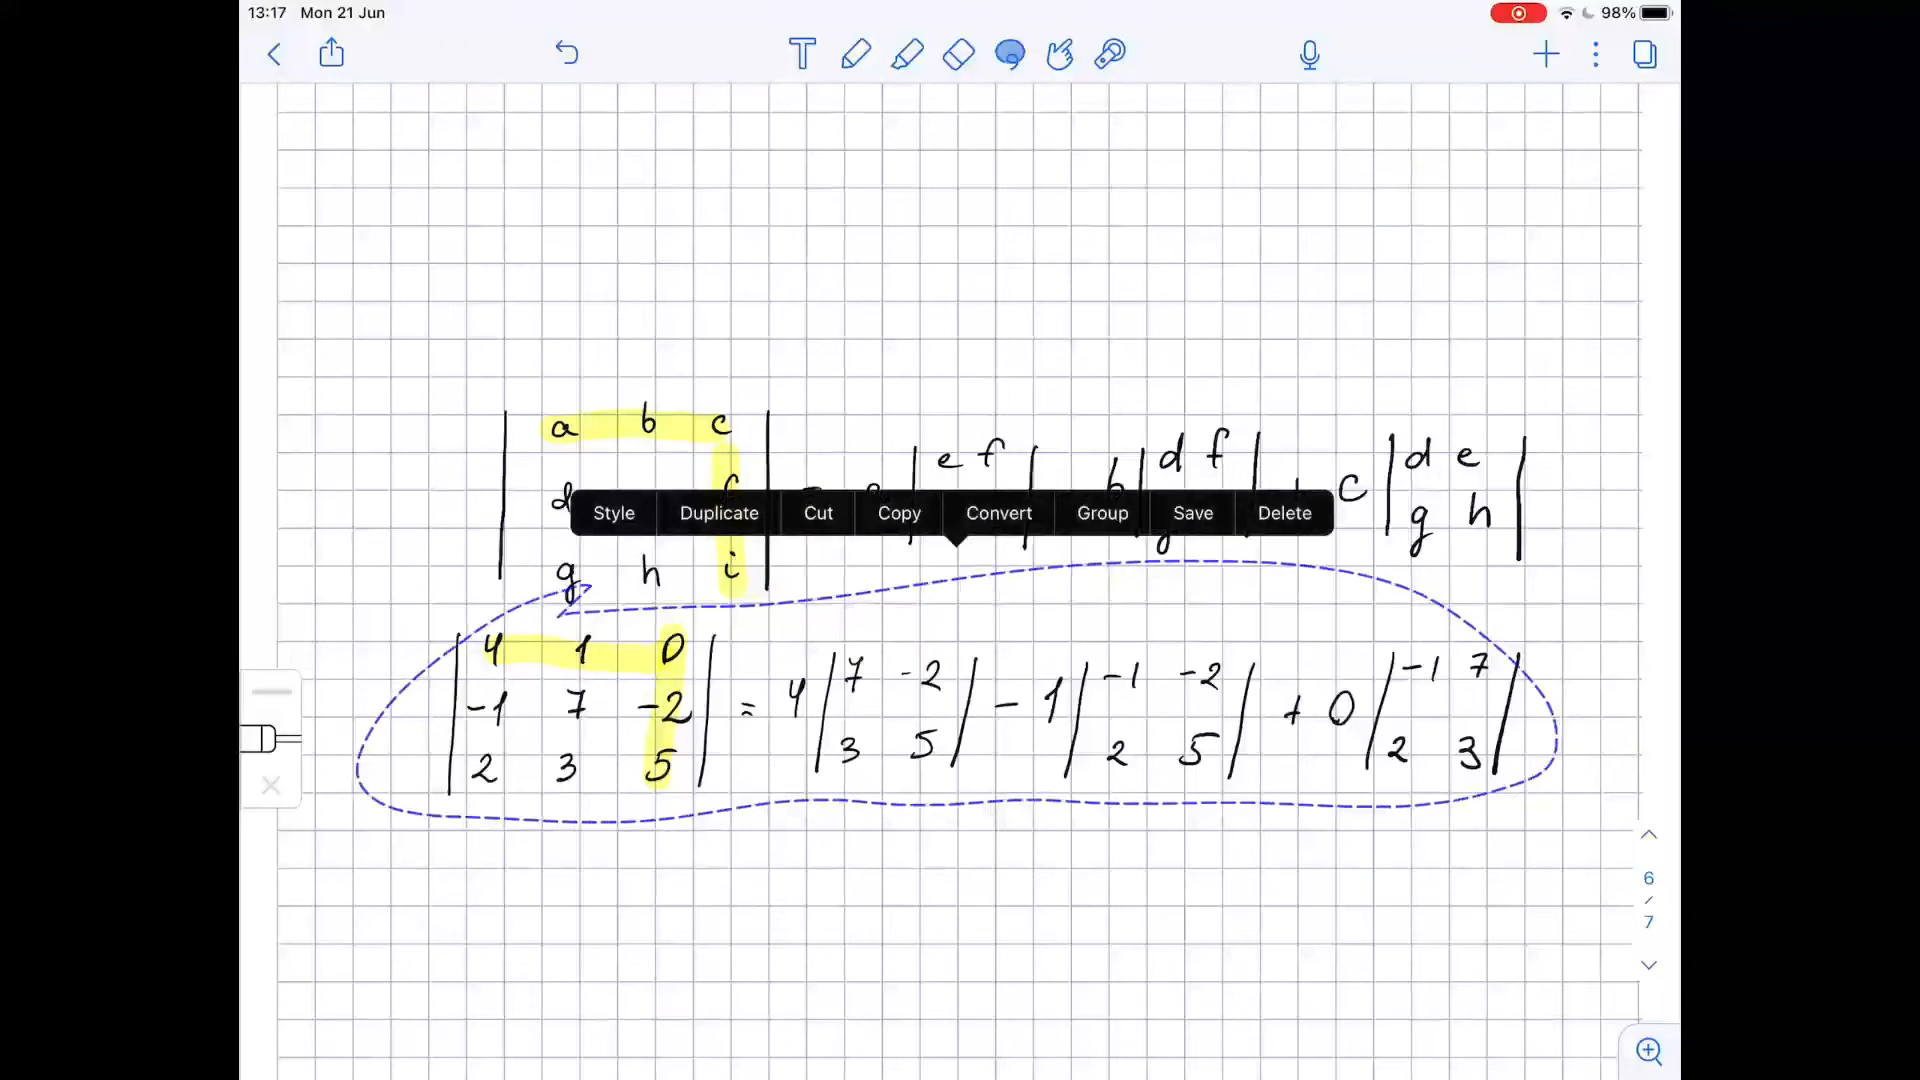 13:17 Mon 21 Jun 98%
T
a b c
d f
g h i
e f
b
d f
g
c
d e
g h
Style Duplicate Cut Copy Convert Group Save Delete
4 1 0
-1 7 -2
2 3 5
= 4
7 -2
3 5
- 1
-1 -2
2 5
+ 0
-1 7
2 3
6
7